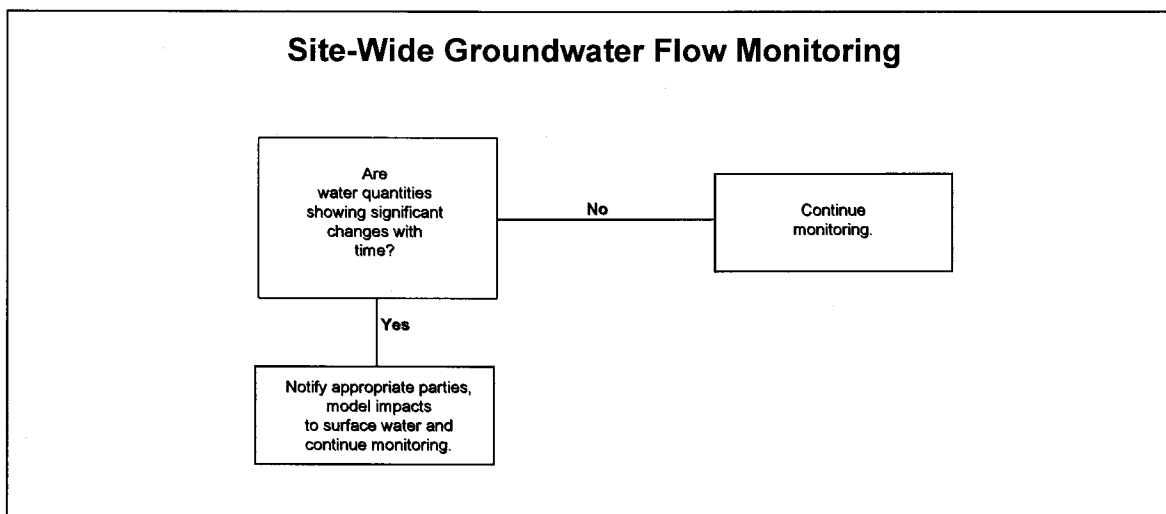 Site-Wide Groundwater Flow Monitoring
Are
water quantities
showing significant
changes with
time?
No
Continue
monitoring.
Yes
Notify appropriate parties,
model impacts
to surface water and
continue monitoring.